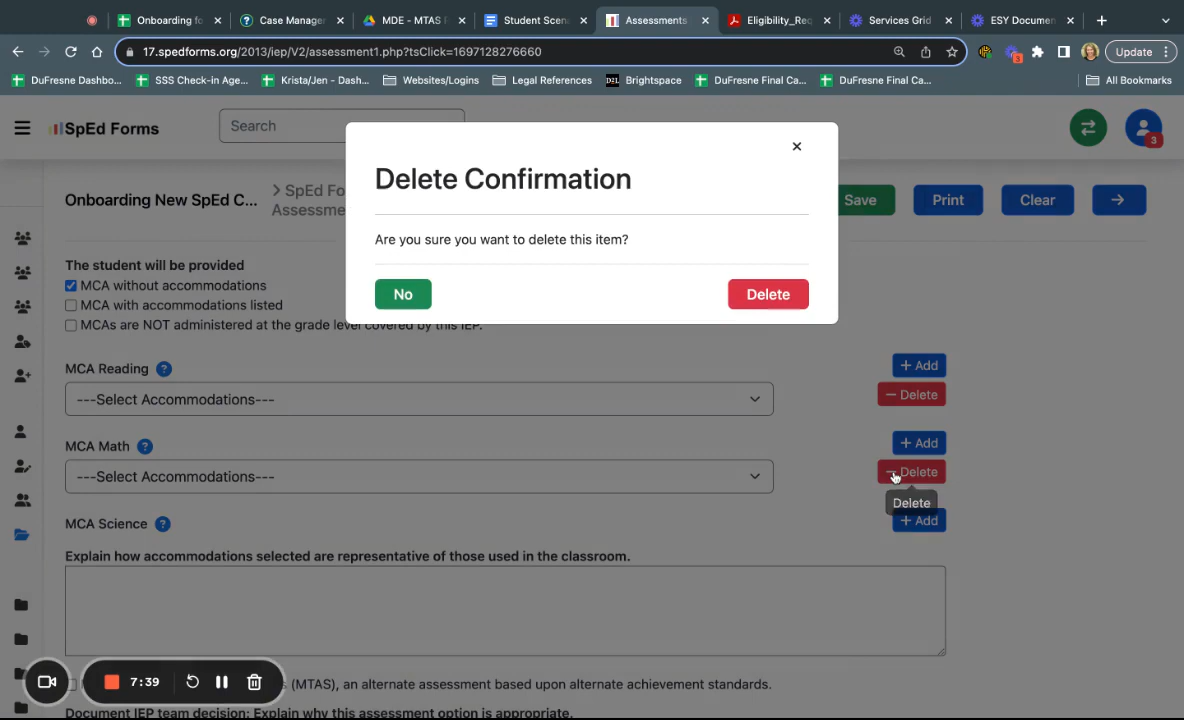 Onboarding fo
Case Manager
MDE - MTAS F
Student Scena
Assessments
Eligibility_Req
Services Grid
ESY Documen
17.spedforms.org/2013/iep/V2/assessment1.php?tsClick=1697128276660
3
Update
DuFresne Dashbo...
SSS Check-in Age...
Krista/Jen - Dash...
Websites/Logins
Legal References
D2L
Brightspace
DuFresne Final Ca...
DuFresne Final Ca...
All Bookmarks
SpEd Forms
Search
3
Delete Confirmation
Are you sure you want to delete this item?
No
Delete
Onboarding New SpEd C...
> SpEd Fo
Assessme
Save
Print
Clear
The student will be provided
MCA without accommodations
MCA with accommodations listed
MCAs are NOT administered at the grade level covered by this IEP.
MCA Reading ?
+ Add
---Select Accommodations---
− Delete
MCA Math ?
+ Add
---Select Accommodations---
− Delete
Delete
MCA Science ?
+ Add
Explain how accommodations selected are representative of those used in the classroom.
7:39
(MTAS), an alternate assessment based upon alternate achievement standards.
Document IEP team decision: Explain why this assessment option is appropriate.